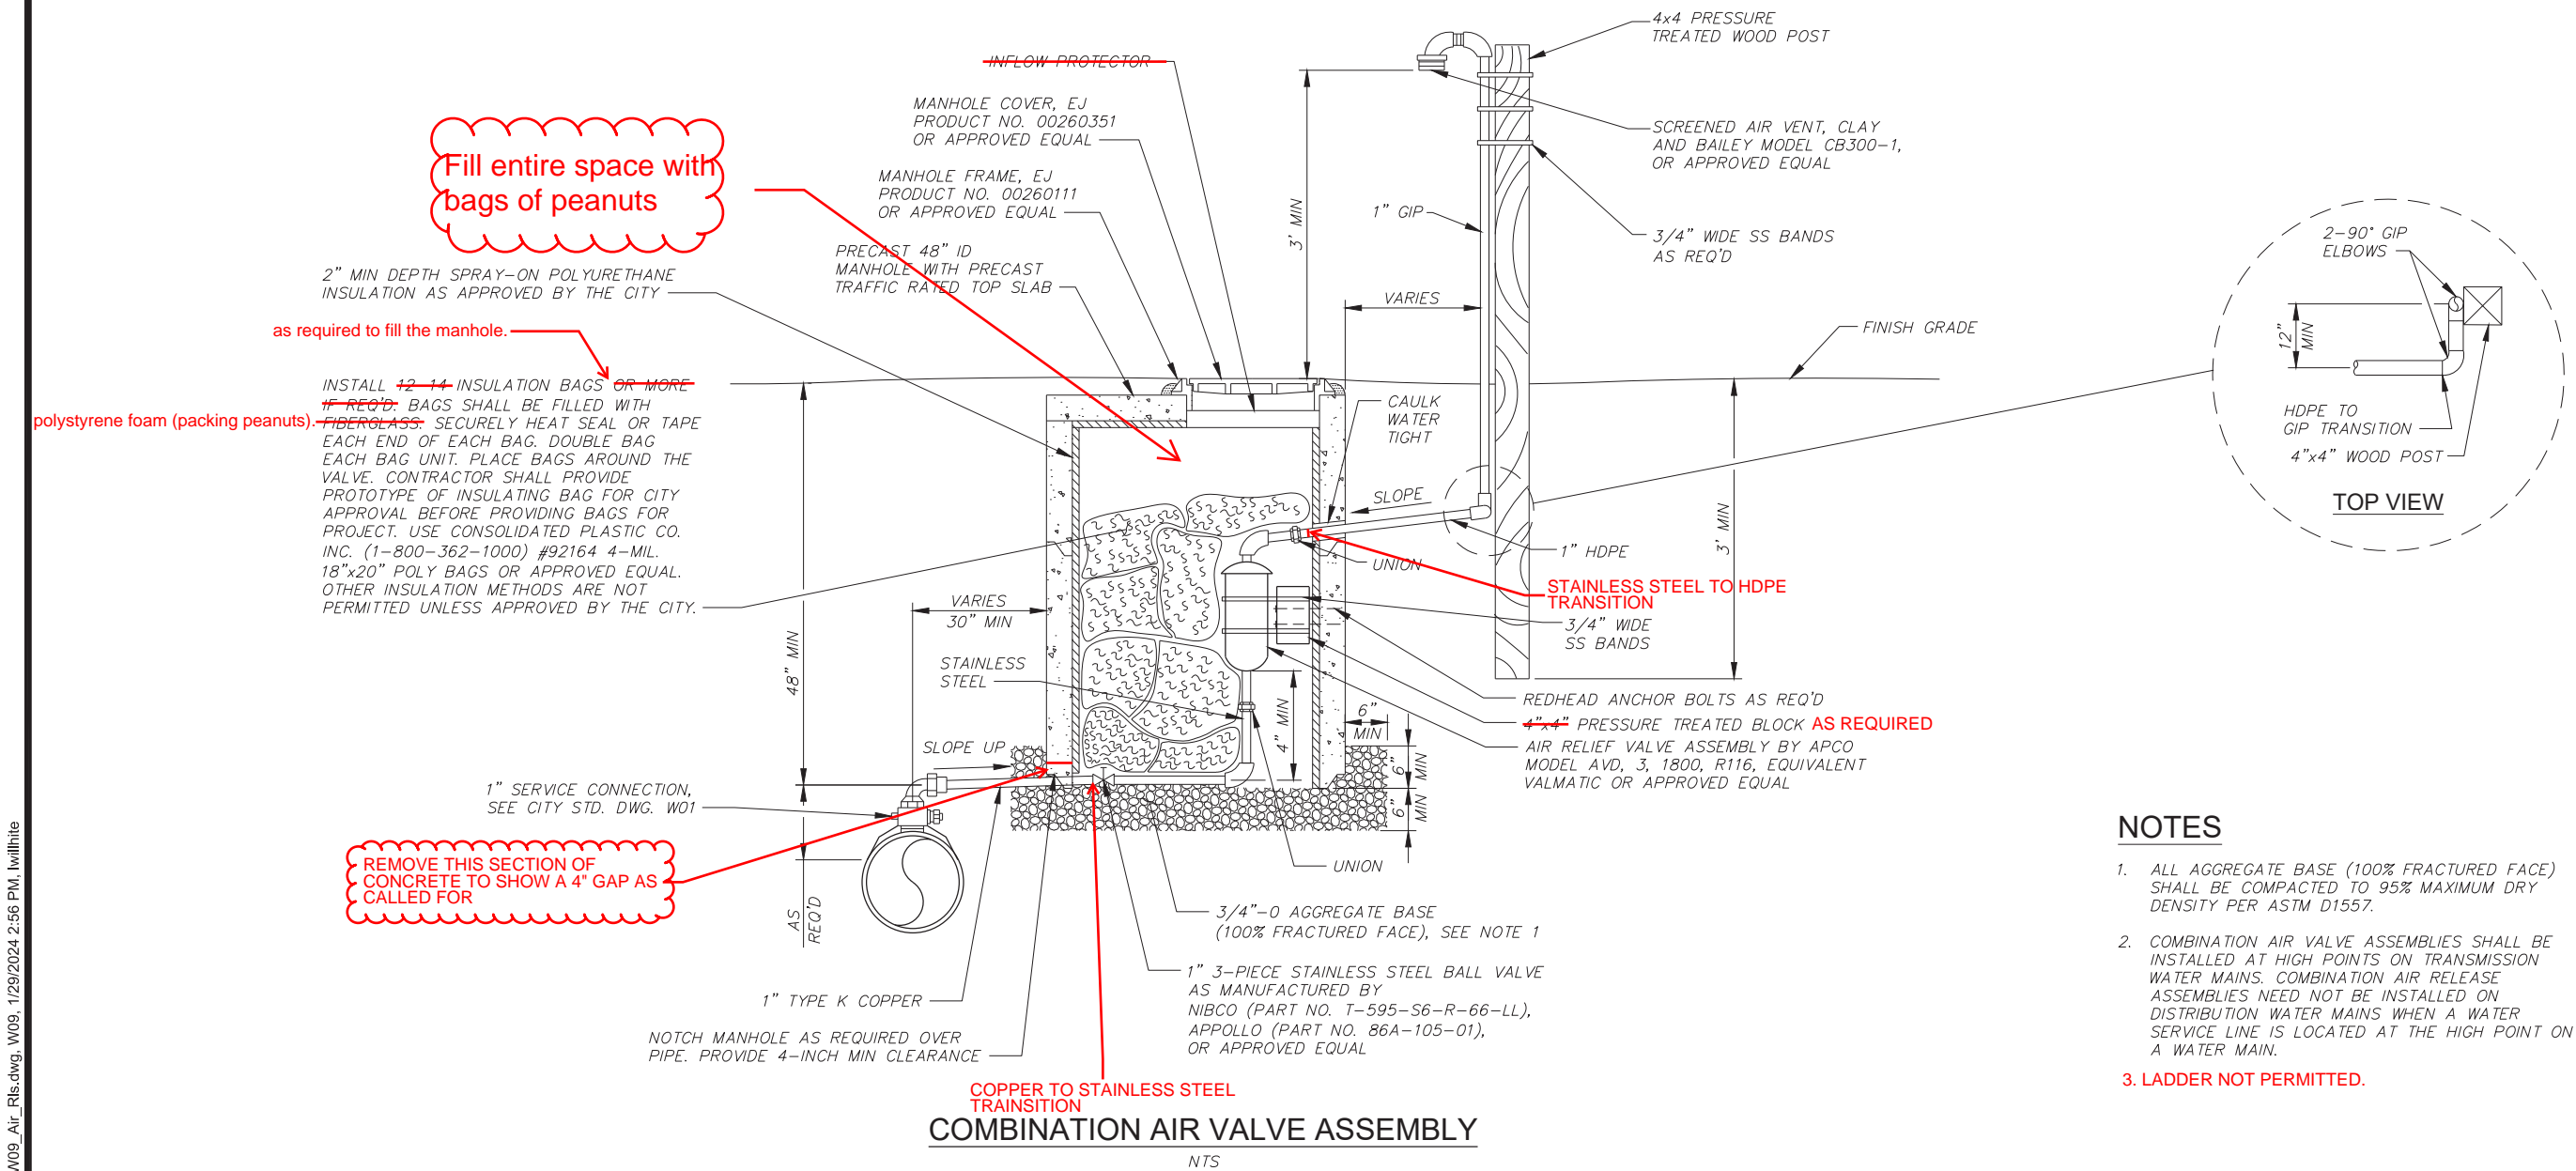 4x4 PRESSURE
TREATED WOOD POST
INFLOW PROTECTOR
MANHOLE COVER, EJ
PRODUCT NO. 00260351
OR APPROVED EQUAL
SCREENED AIR VENT, CLAY
AND BAILEY MODEL CB300-1,
OR APPROVED EQUAL
Fill entire space with
bags of peanuts
MANHOLE FRAME, EJ
PRODUCT NO. 00260111
OR APPROVED EQUAL
3' MIN
1" GIP
3/4" WIDE SS BANDS
AS REQ'D
2-90° GIP
ELBOWS
PRECAST 48" ID
MANHOLE WITH PRECAST
TRAFFIC RATED TOP SLAB
2" MIN DEPTH SPRAY-ON POLYURETHANE
INSULATION AS APPROVED BY THE CITY
VARIES
FINISH GRADE
12"
MIN
as required to fill the manhole.
INSTALL 12-14 INSULATION BAGS OR MORE
IF REQ'D. BAGS SHALL BE FILLED WITH
polystyrene foam (packing peanuts).
FIBERGLASS. SECURELY HEAT SEAL OR TAPE
EACH END OF EACH BAG. DOUBLE BAG
EACH BAG UNIT. PLACE BAGS AROUND THE
VALVE. CONTRACTOR SHALL PROVIDE
PROTOTYPE OF INSULATING BAG FOR CITY
APPROVAL BEFORE PROVIDING BAGS FOR
PROJECT. USE CONSOLIDATED PLASTIC CO.
INC. (1-800-362-1000) #92164 4-MIL.
18"x20" POLY BAGS OR APPROVED EQUAL.
OTHER INSULATION METHODS ARE NOT
PERMITTED UNLESS APPROVED BY THE CITY.
CAULK
WATER
TIGHT
HDPE TO
GIP TRANSITION
4"x4" WOOD POST
TOP VIEW
SLOPE
1" HDPE
UNION
3' MIN
STAINLESS STEEL TO HDPE
TRANSITION
3/4" WIDE
SS BANDS
VARIES
30" MIN
48" MIN
STAINLESS
STEEL
4" MIN
REDHEAD ANCHOR BOLTS AS REQ'D
4"x4" PRESSURE TREATED BLOCK AS REQUIRED
AIR RELIEF VALVE ASSEMBLY BY APCO
MODEL AVD, 3, 1800, R116, EQUIVALENT
VALMATIC OR APPROVED EQUAL
6"
MIN
6"
MIN
6"
MIN
SLOPE UP
1" SERVICE CONNECTION,
SEE CITY STD. DWG. W01
REMOVE THIS SECTION OF
CONCRETE TO SHOW A 4" GAP AS
CALLED FOR
AS
REQ'D
UNION
3/4"-0 AGGREGATE BASE
(100% FRACTURED FACE), SEE NOTE 1
1" 3-PIECE STAINLESS STEEL BALL VALVE
AS MANUFACTURED BY
NIBCO (PART NO. T-595-S6-R-66-LL),
APPOLLO (PART NO. 86A-105-01),
OR APPROVED EQUAL
1" TYPE K COPPER
NOTCH MANHOLE AS REQUIRED OVER
PIPE. PROVIDE 4-INCH MIN CLEARANCE
COPPER TO STAINLESS STEEL
TRAINSITION
COMBINATION AIR VALVE ASSEMBLY
NTS
NOTES
1. ALL AGGREGATE BASE (100% FRACTURED FACE)
SHALL BE COMPACTED TO 95% MAXIMUM DRY
DENSITY PER ASTM D1557.
2. COMBINATION AIR VALVE ASSEMBLIES SHALL BE
INSTALLED AT HIGH POINTS ON TRANSMISSION
WATER MAINS. COMBINATION AIR RELEASE
ASSEMBLIES NEED NOT BE INSTALLED ON
DISTRIBUTION WATER MAINS WHEN A WATER
SERVICE LINE IS LOCATED AT THE HIGH POINT ON
A WATER MAIN.
3. LADDER NOT PERMITTED.
W09_Air_Rls.dwg, W09, 1/29/2024 2:56 PM, lwillhite